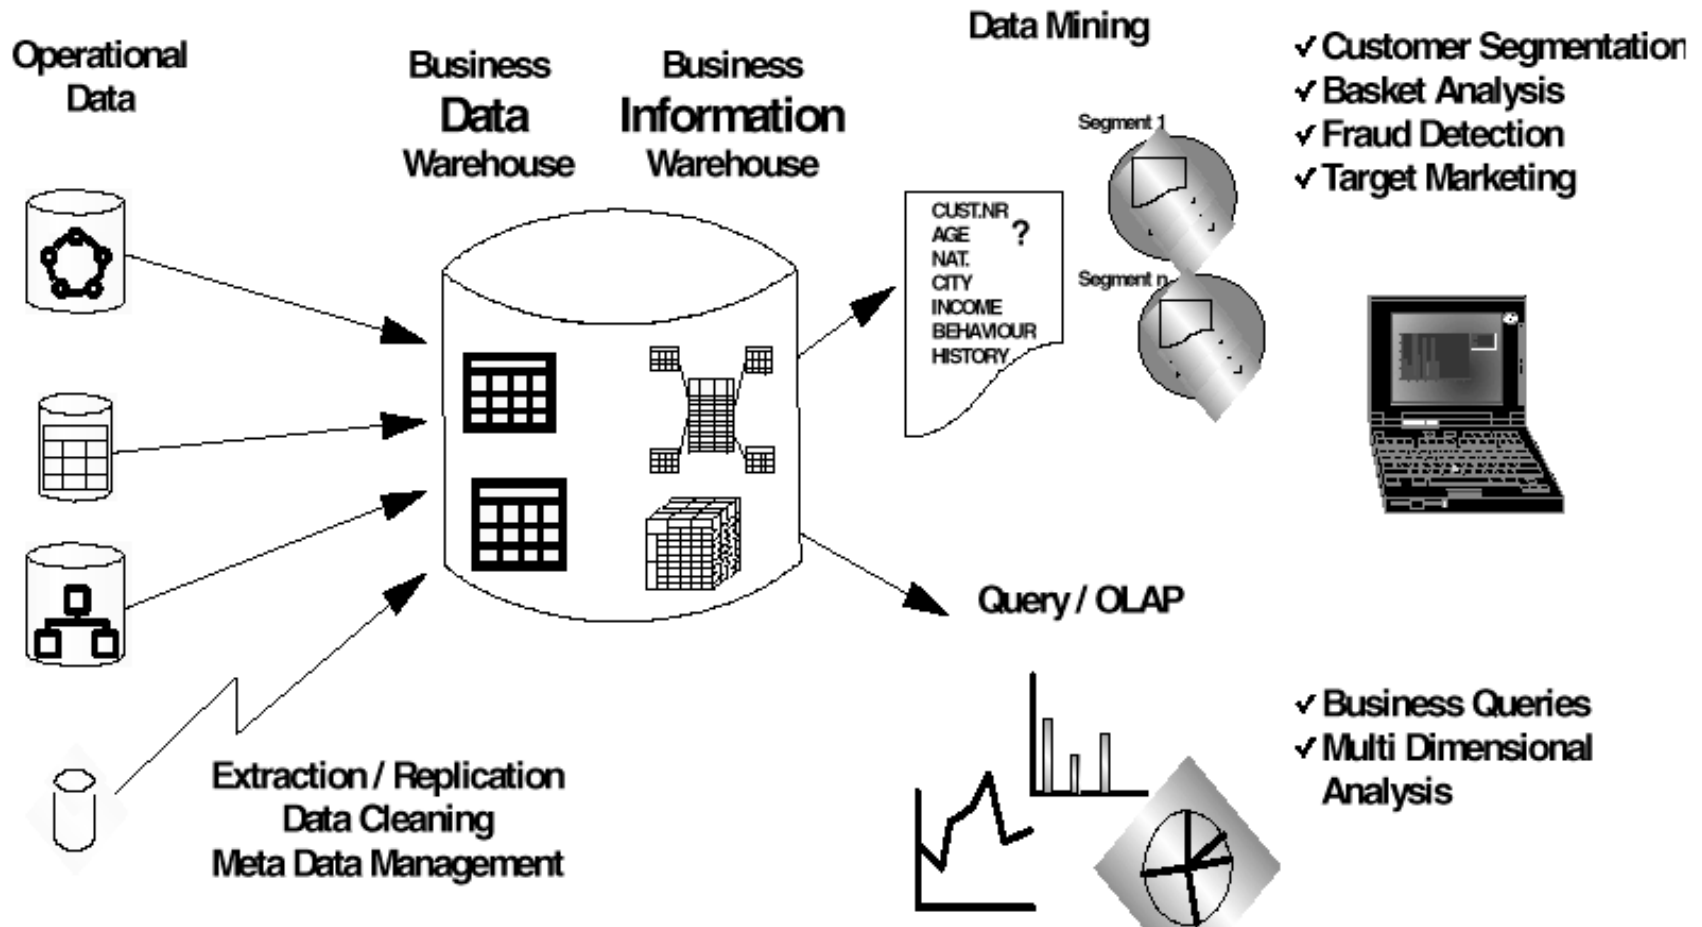 Operational
Data
Business
Data
Warehouse
Business
Information
Warehouse
Data Mining
✓ Customer Segmentation
✓ Basket Analysis
✓ Fraud Detection
✓ Target Marketing
Segment 1
Segment n
CUST.NR
AGE ?
NAT.
CITY
INCOME
BEHAVIOUR
HISTORY
Query / OLAP
✓ Business Queries
✓ Multi Dimensional
Analysis
Extraction / Replication
Data Cleaning
Meta Data Management